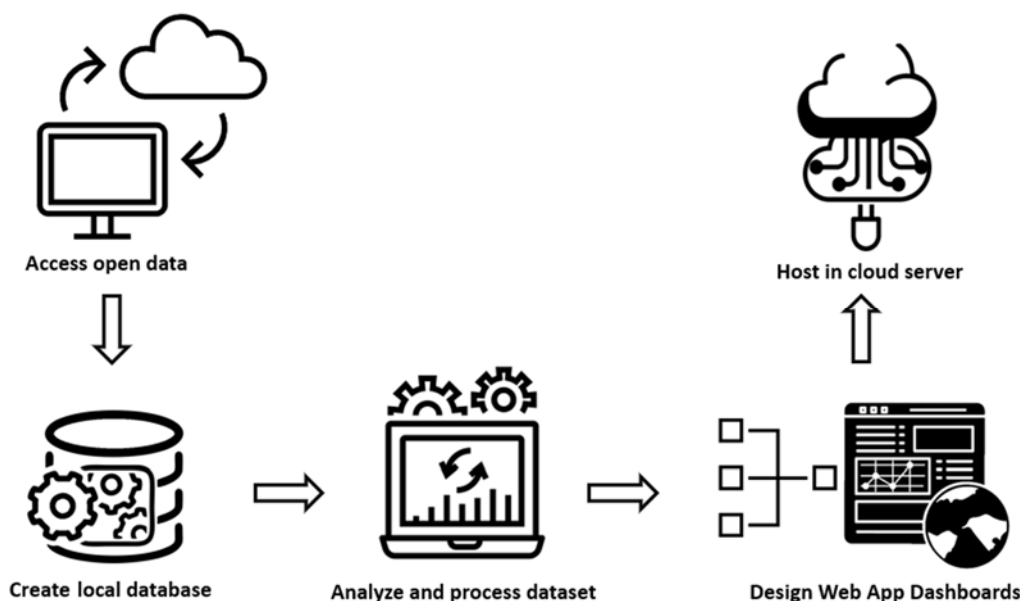 Access open data
Host in cloud server
Create local database
Analyze and process dataset
Design Web App Dashboards